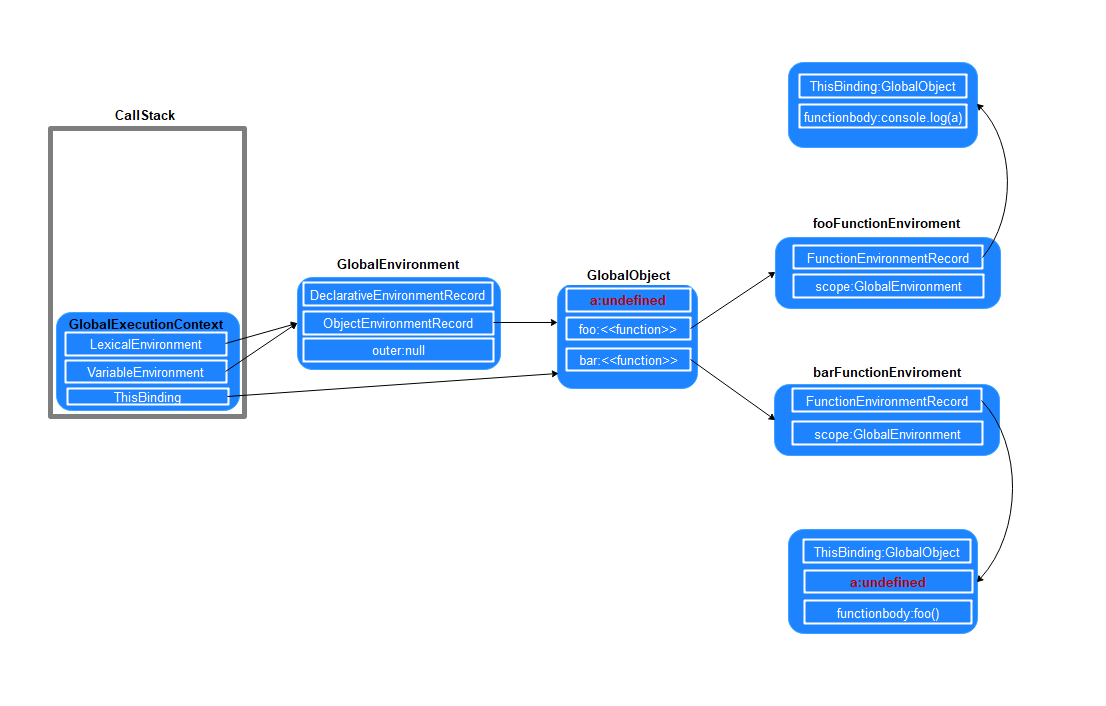 CallStack
GlobalExecutionContext
LexicalEnvironment
VariableEnvironment
ThisBinding
GlobalEnvironment
DeclarativeEnvironmentRecord
ObjectEnvironmentRecord
outer:null
GlobalObject
a:undefined
foo:<<function>>
bar:<<function>>
ThisBinding:GlobalObject
functionbody:console.log(a)
fooFunctionEnviroment
FunctionEnvironmentRecord
scope:GlobalEnvironment
barFunctionEnviroment
FunctionEnvironmentRecord
scope:GlobalEnvironment
ThisBinding:GlobalObject
a:undefined
functionbody:foo()